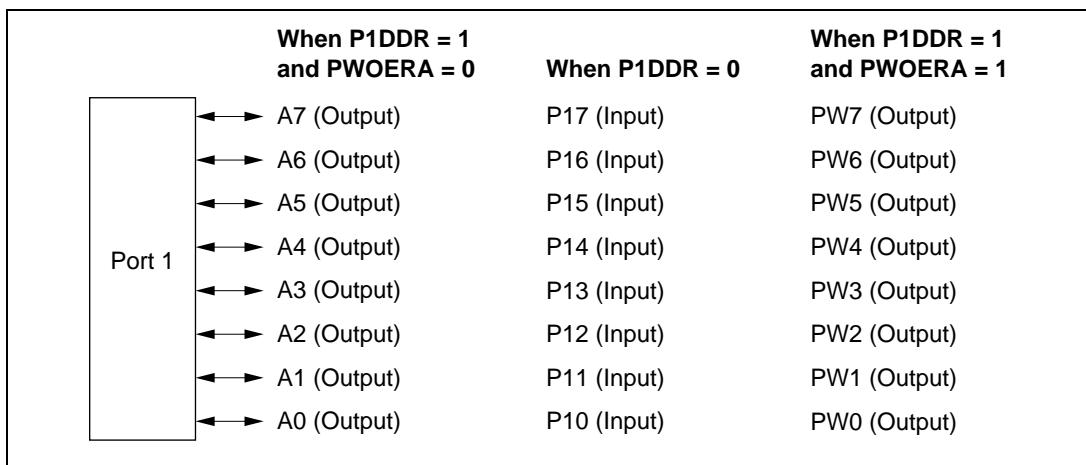 When P1DDR = 1 and PWOERA = 0
When P1DDR = 0
When P1DDR = 1 and PWOERA = 1
Port 1
A7 (Output) P17 (Input) PW7 (Output)
A6 (Output) P16 (Input) PW6 (Output)
A5 (Output) P15 (Input) PW5 (Output)
A4 (Output) P14 (Input) PW4 (Output)
A3 (Output) P13 (Input) PW3 (Output)
A2 (Output) P12 (Input) PW2 (Output)
A1 (Output) P11 (Input) PW1 (Output)
A0 (Output) P10 (Input) PW0 (Output)